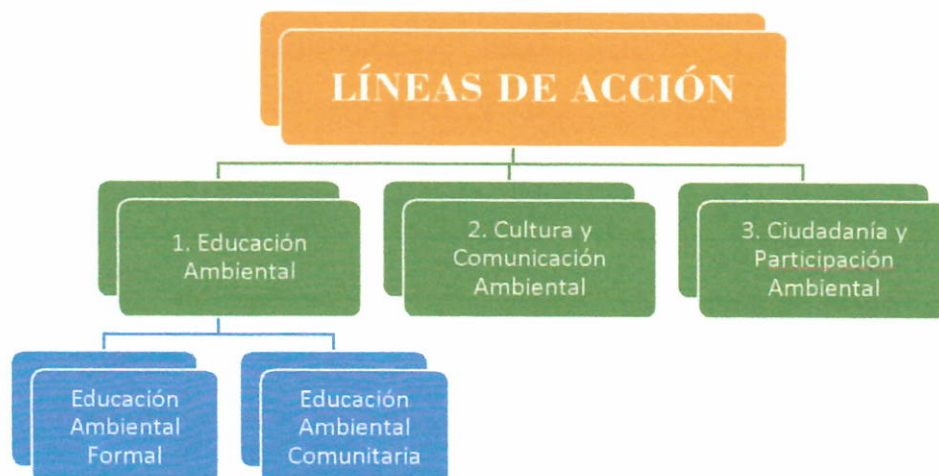 LÍNEAS DE ACCIÓN
1. Educación
Ambiental
2. Cultura y
Comunicación
Ambiental
3. Ciudadanía y
Participación
Ambiental
Educación
Ambiental
Formal
Educación
Ambiental
Comunitaria